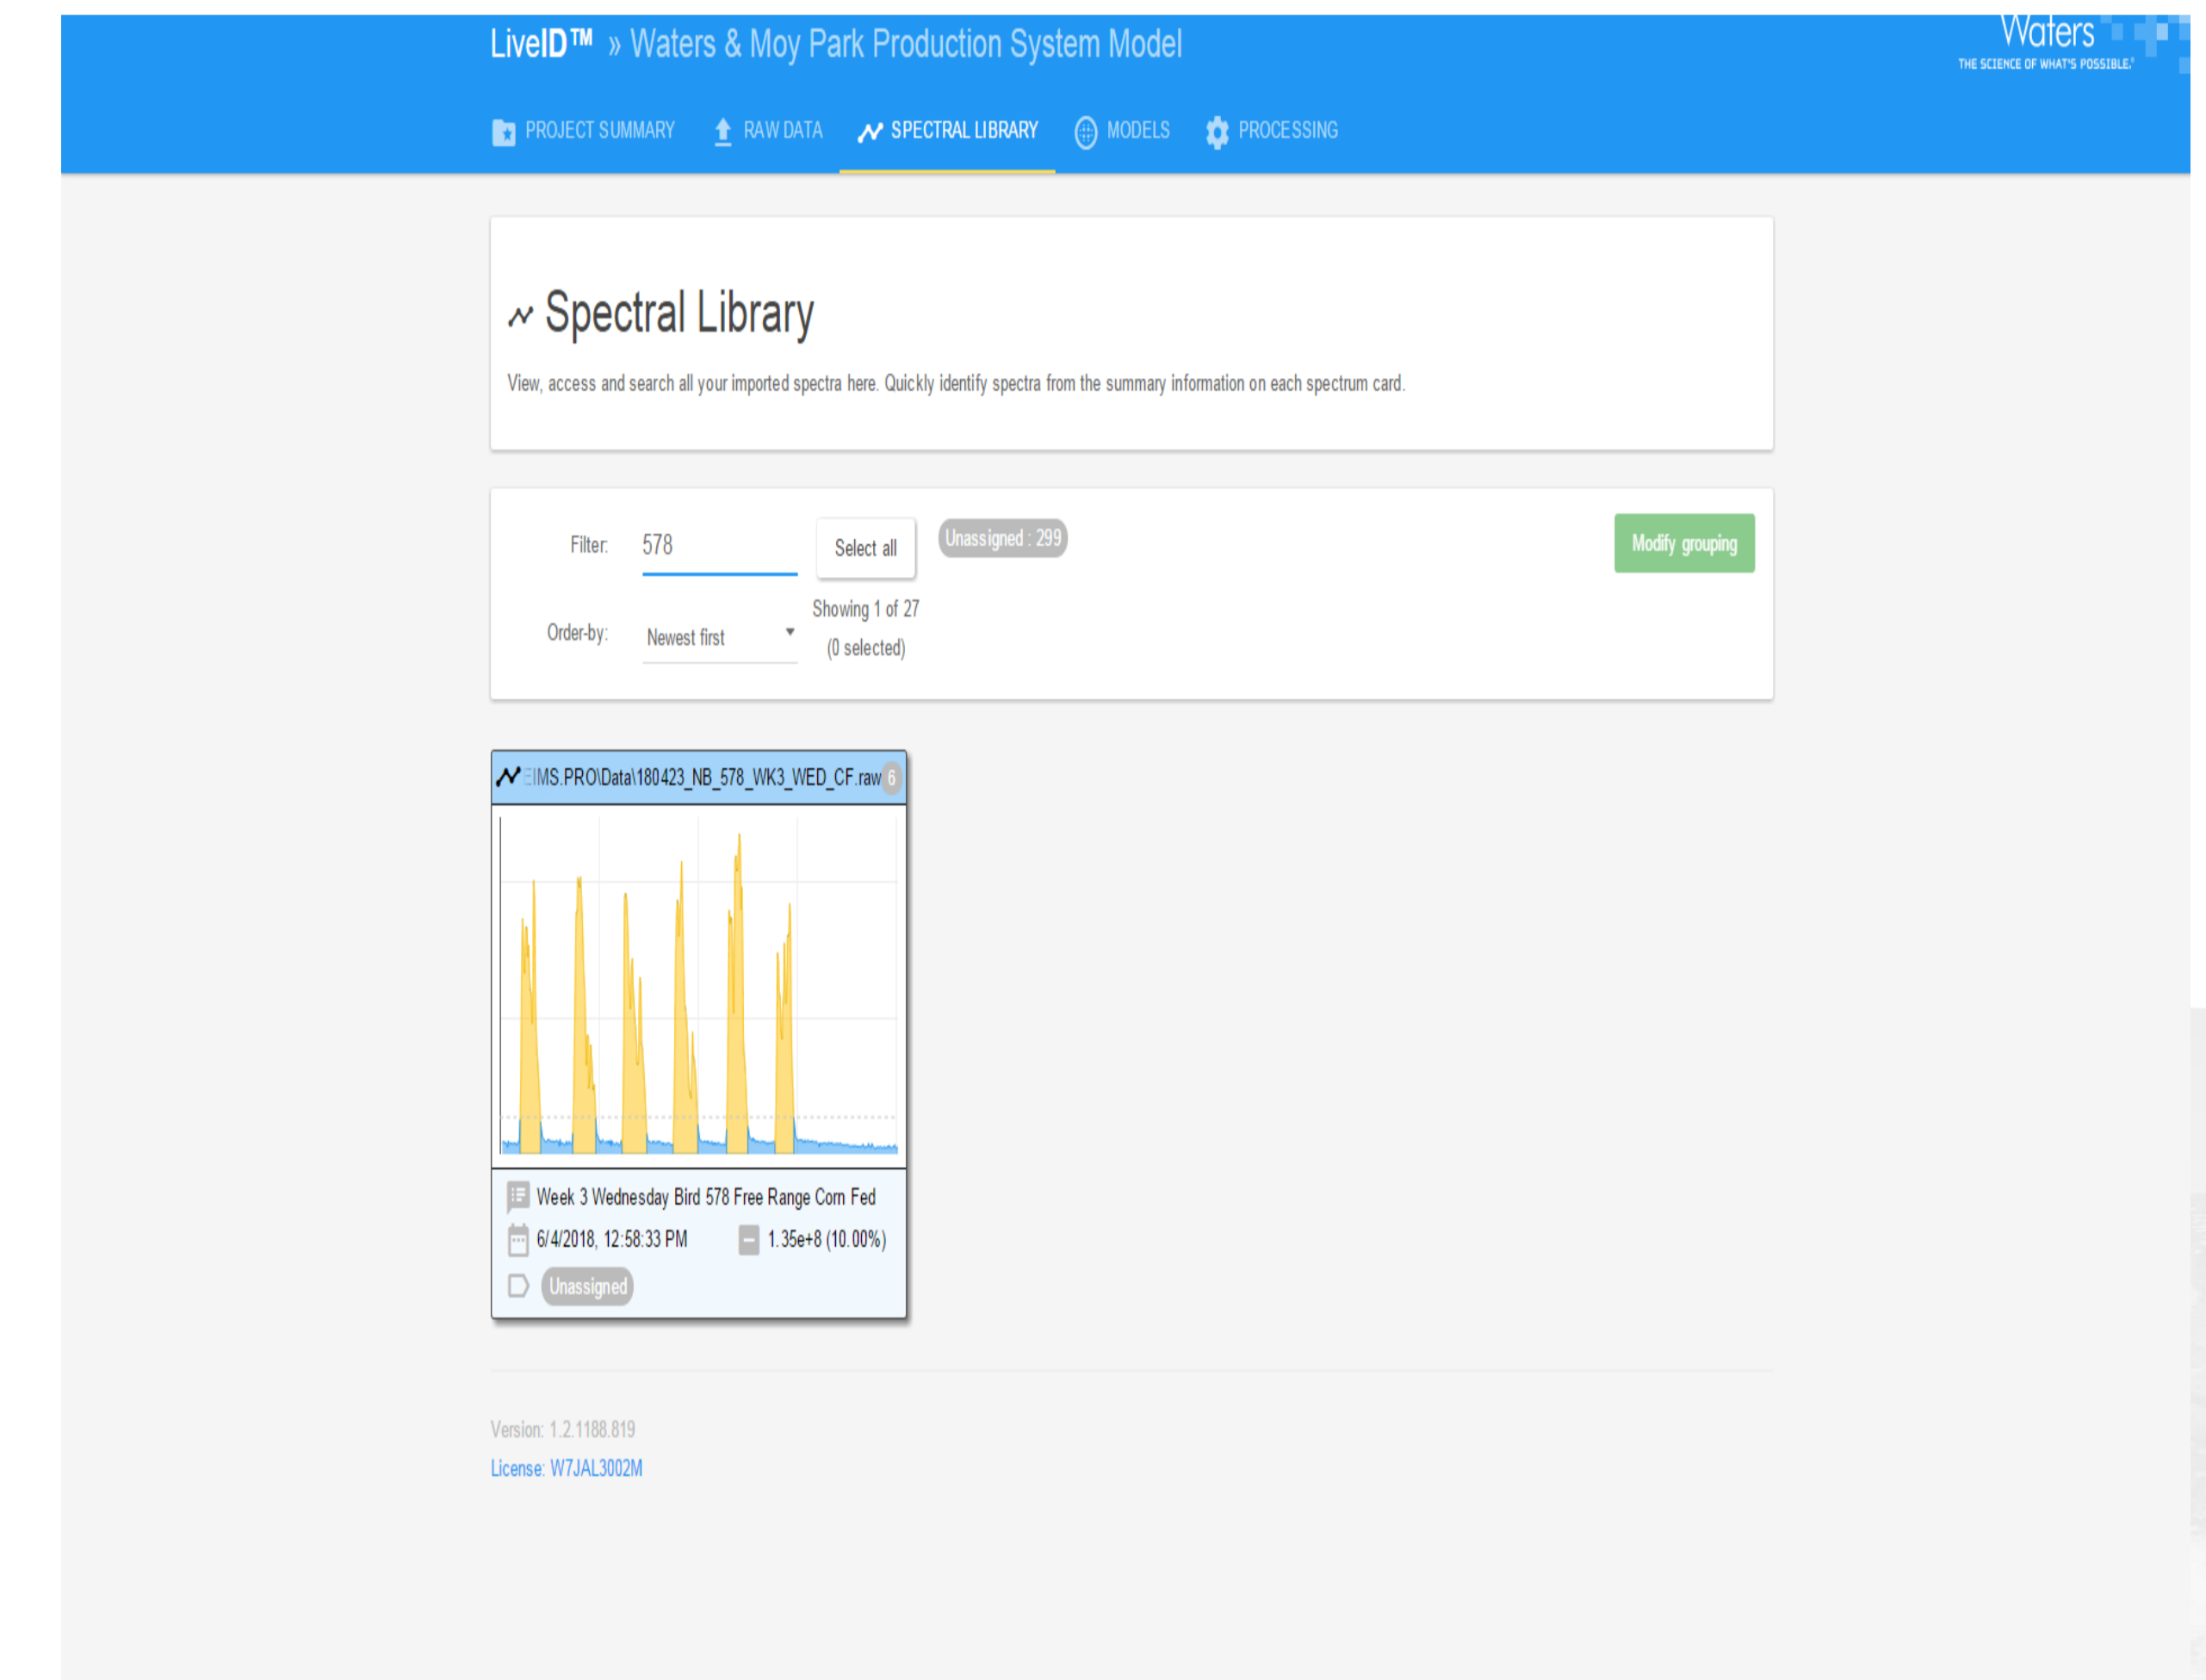 LiveID™ » Waters & Moy Park Production System Model
Waters
THE SCIENCE OF WHAT'S POSSIBLE.®
PROJECT SUMMARY RAW DATA SPECTRAL LIBRARY MODELS PROCESSING
Spectral Library
View, access and search all your imported spectra here. Quickly identify spectra from the summary information on each spectrum card.
Filter: 578 Select all Unassigned : 299 Modify grouping
Showing 1 of 27
Order-by: Newest first
(0 selected)
EIMS.PRO\Data\180423_NB_578_WK3_WED_CF.raw 6
Week 3 Wednesday Bird 578 Free Range Corn Fed
6/4/2018, 12:58:33 PM 1.35e+8 (10.00%)
Unassigned
Version: 1.2.1188.819
License: W7JAL3002M